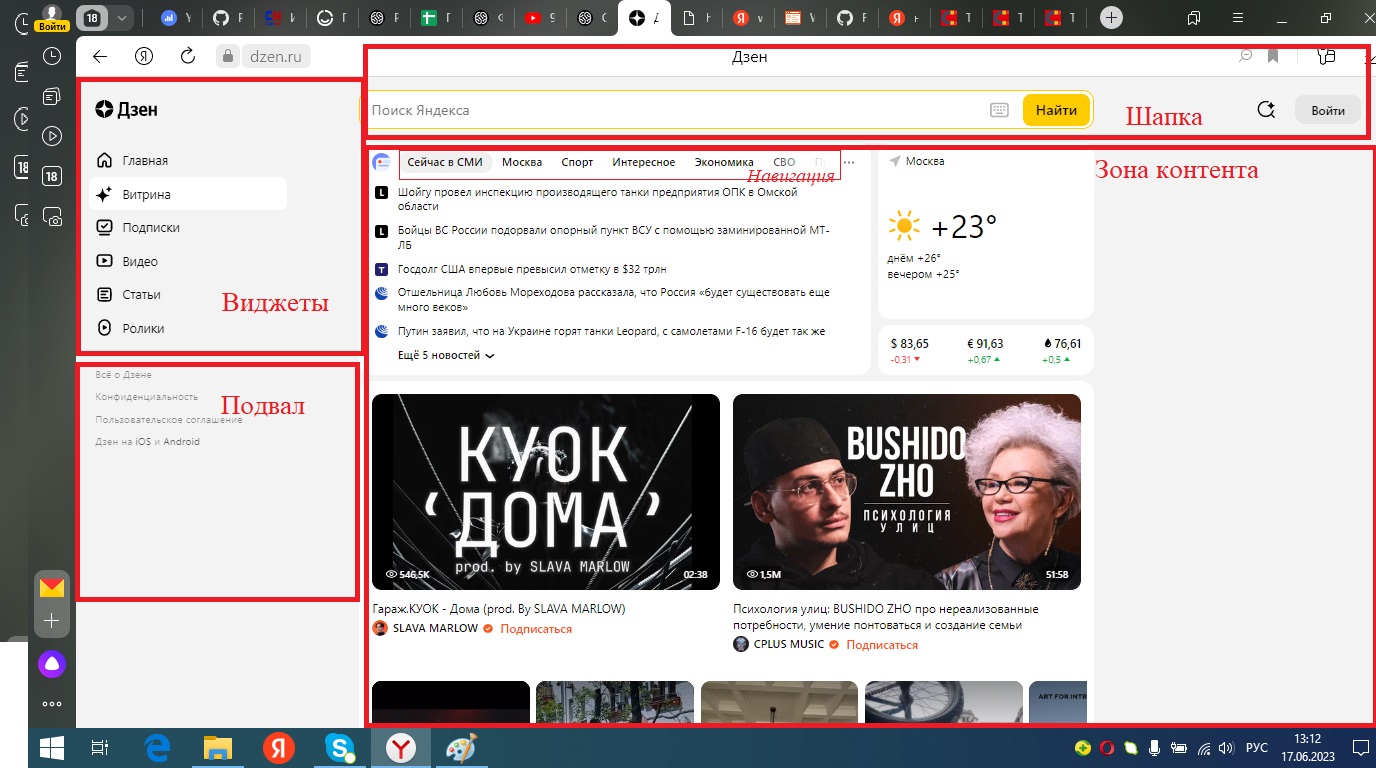 Войти
18
dzen.ru
Дзен
Дзен
Поиск Яндекса
Найти
Шапка
Войти
Главная
Витрина
Подписки
Видео
Статьи
Ролики
Виджеты
Всё о Дзене
Конфиденциальность
Пользовательское соглашение
Дзен на iOS и Android
Подвал
Сейчас в СМИ Москва Спорт Интересное Экономика СВО
Навигация
Шойгу провел инспекцию производящего танки предприятия ОПК в Омской
области
Бойцы ВС России подорвали опорный пункт ВСУ с помощью заминированной МТ-
ЛБ
Госдолг США впервые превысил отметку в $32 трлн
Отшельница Любовь Мореходова рассказала, что Россия «будет существовать еще
много веков»
Путин заявил, что на Украине горят танки Leopard, с самолетами F-16 будет так же
Ещё 5 новостей
Зона контента
Москва
+23°
днём +26°
вечером +25°
$ 83,65 € 91,63 76,61
-0,31 +0,67 +0,5
КУОК
‘ДОМА’
prod. by SLAVA MARLOW
546,5K 02:38
Гараж.КУОК - Дома (prod. By SLAVA MARLOW)
SLAVA MARLOW Подписаться
BUSHIDO
ZHO
ПСИХОЛОГИЯ
УЛИЦ
1,5M 51:58
Психология улиц: BUSHIDO ZHO про нереализованные
потребности, умение понтоваться и создание семьи
CPLUS MUSIC Подписаться
ART FOR INTR
18
18
РУС
13:12
17.06.2023